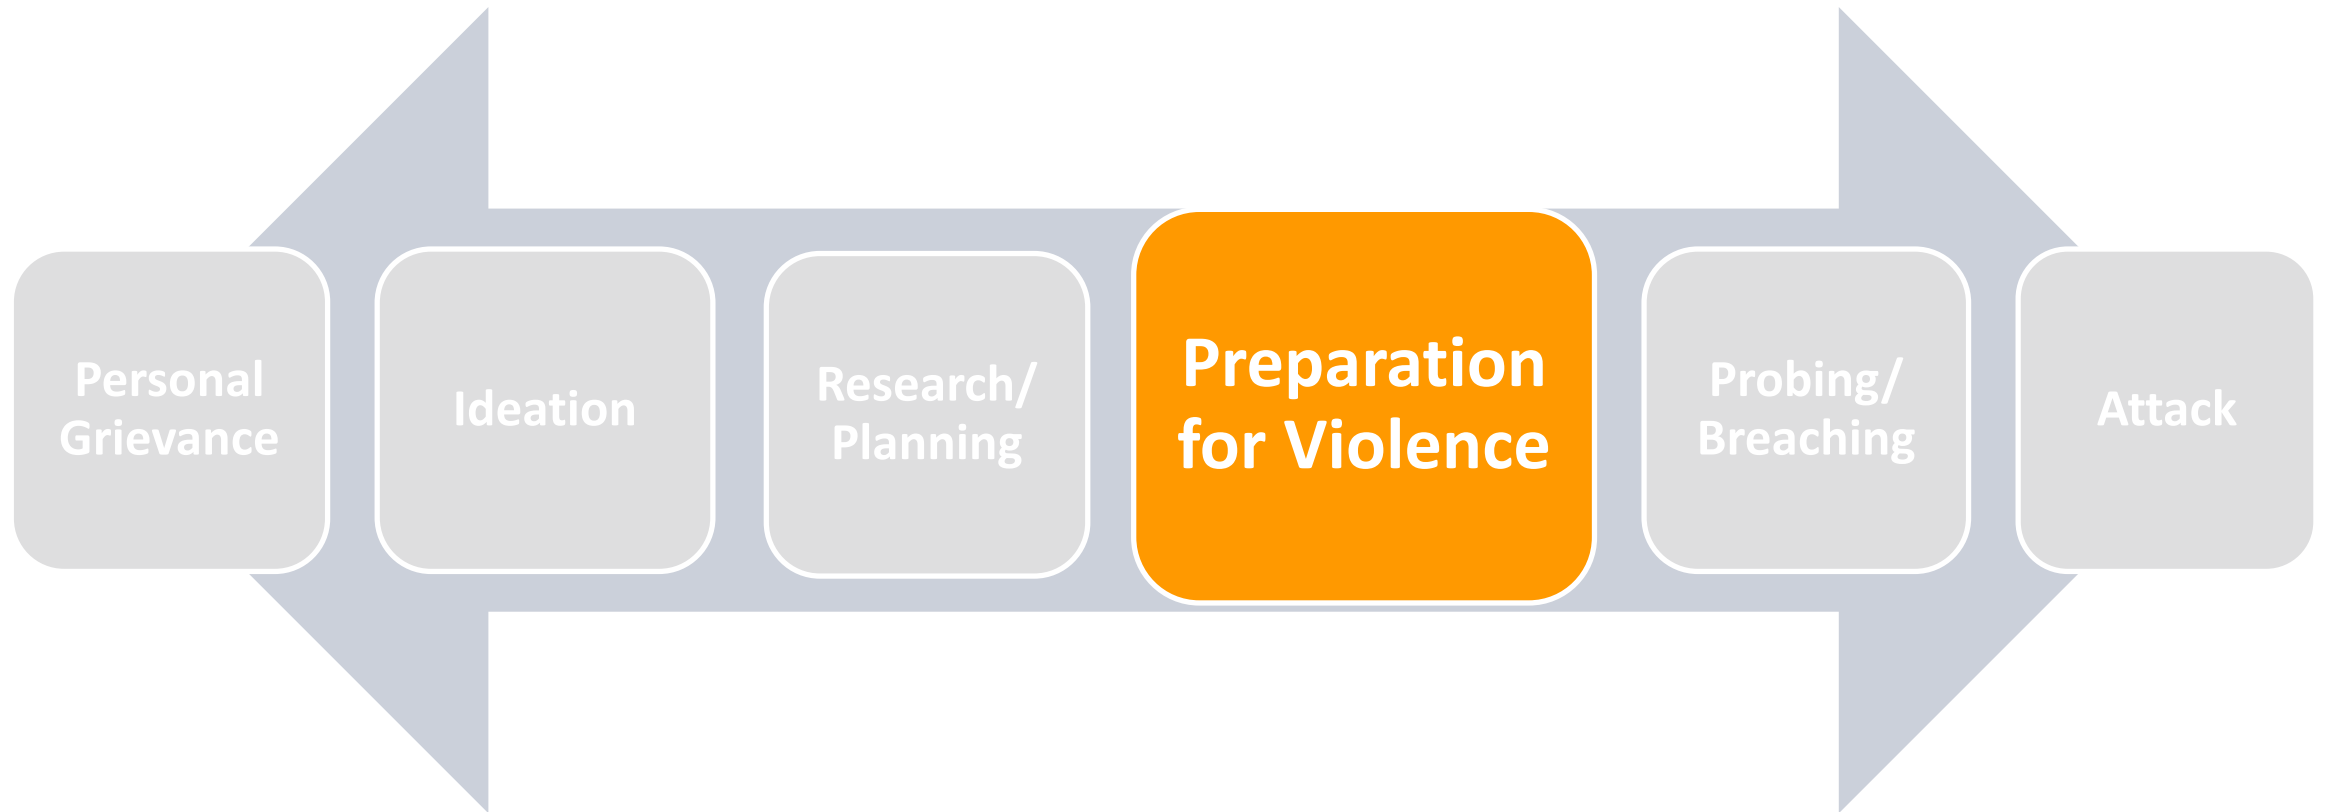 Personal
Grievance
Ideation
Research/
Planning
Preparation
for Violence
Probing/
Breaching
Attack